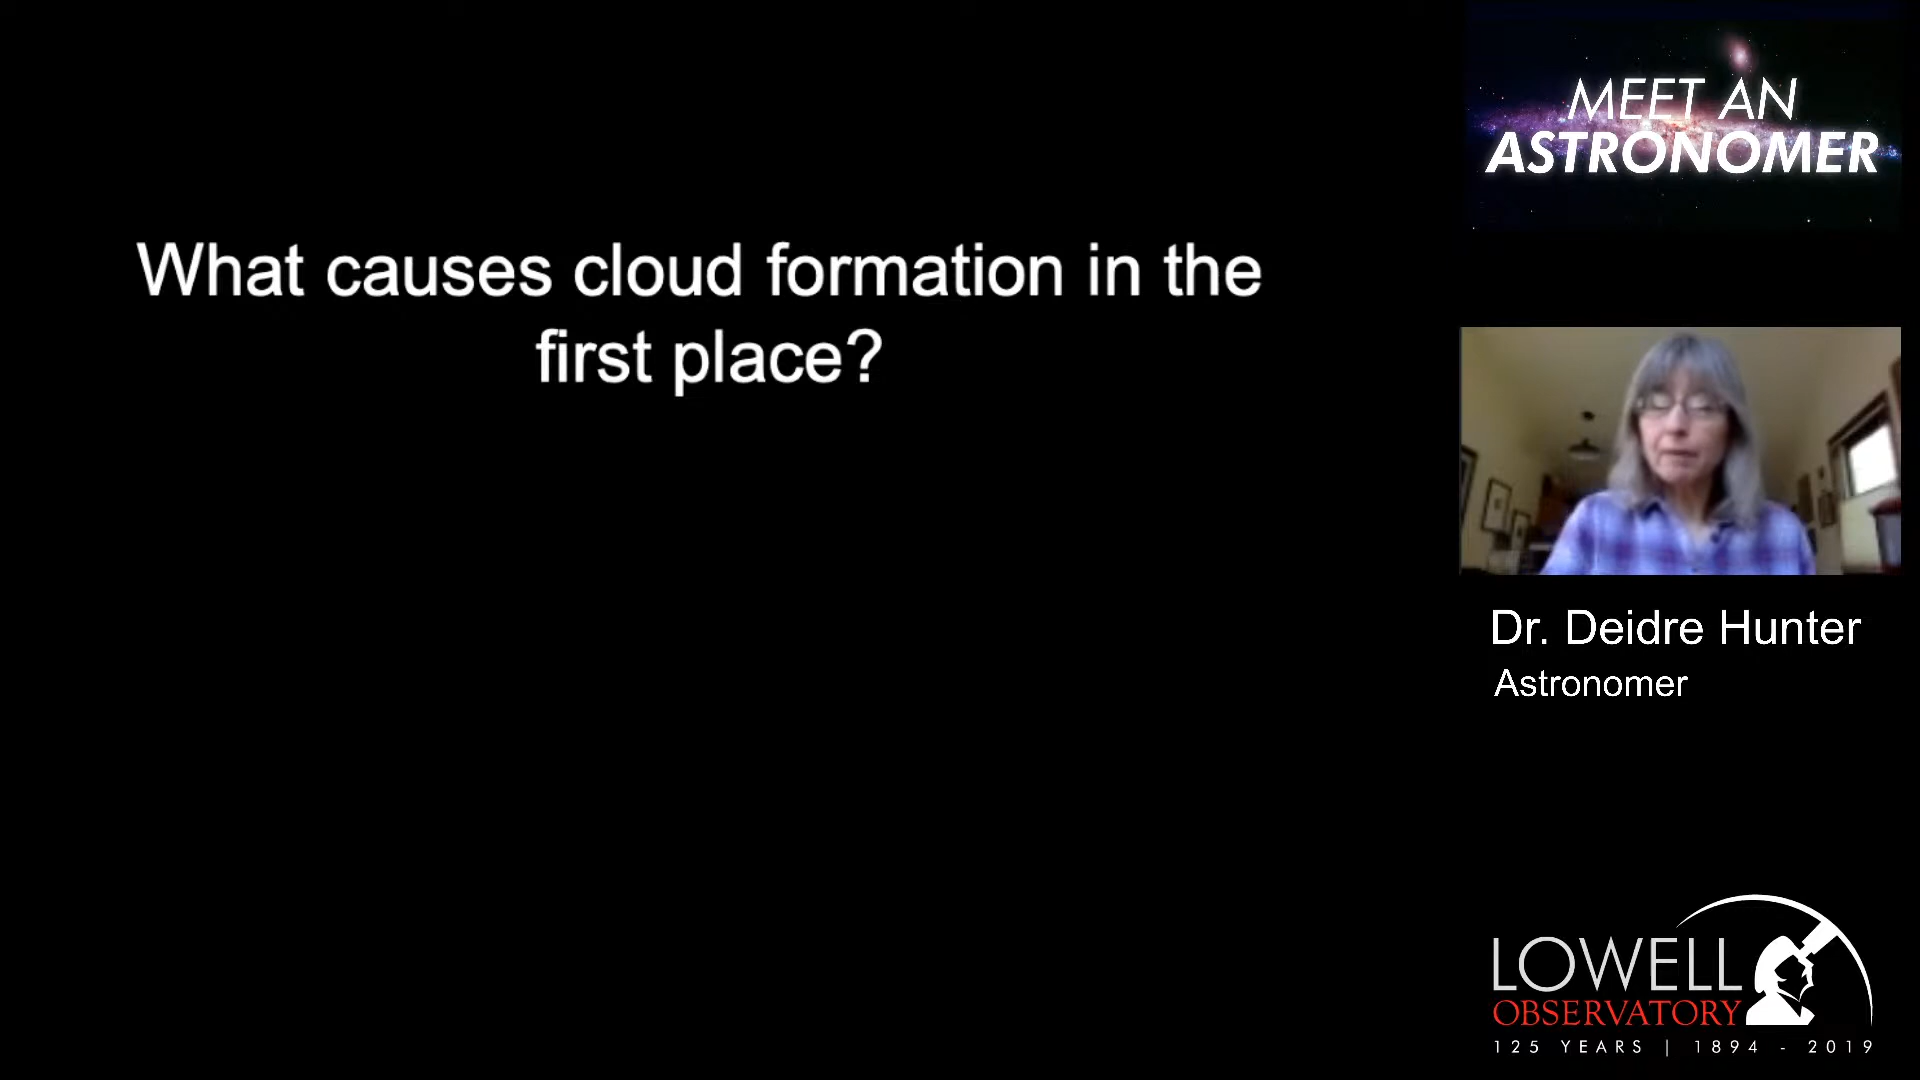 What causes cloud formation in the
first place?
MEET AN
ASTRONOMER
Dr. Deidre Hunter
Astronomer
LOWELL
OBSERVATORY
125 YEARS | 1894 - 2019